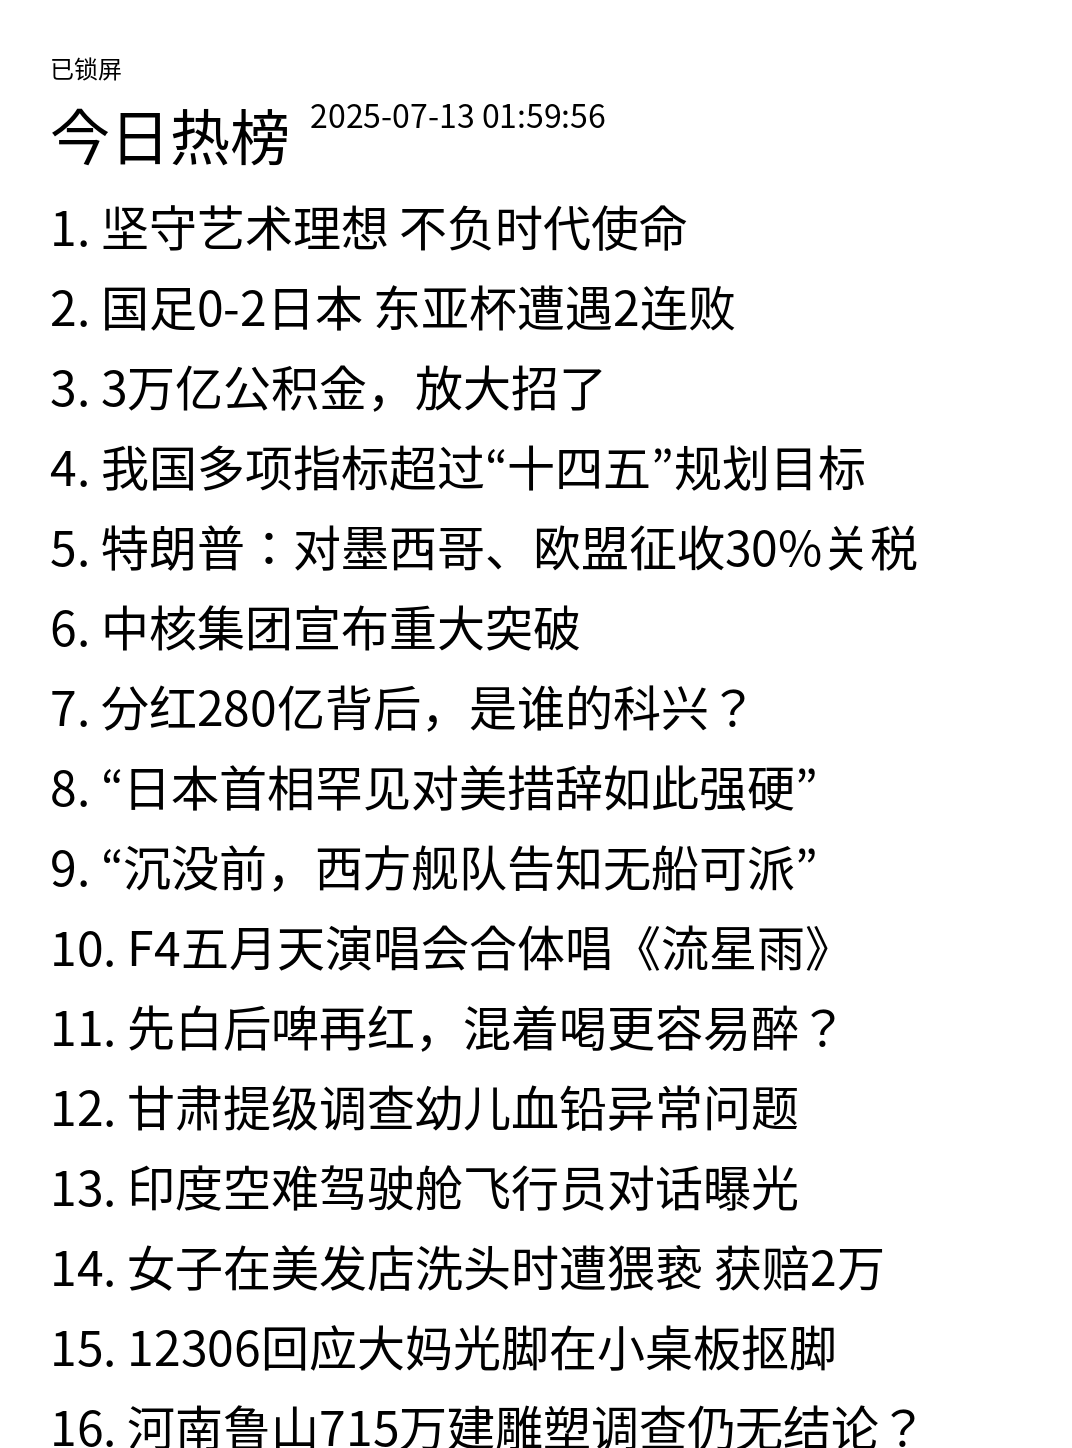 已锁屏
今日热榜 2025-07-13 01:59:56
1. 坚守艺术理想 不负时代使命
2. 国足0-2日本 东亚杯遭遇2连败
3. 3万亿公积金，放大招了
4. 我国多项指标超过“十四五”规划目标
5. 特朗普：对墨西哥、欧盟征收30%关税
6. 中核集团宣布重大突破
7. 分红280亿背后，是谁的科兴？
8. “日本首相罕见对美措辞如此强硬”
9. “沉没前，西方舰队告知无船可派”
10. F4五月天演唱会合体唱《流星雨》
11. 先白后啤再红，混着喝更容易醉？
12. 甘肃提级调查幼儿血铅异常问题
13. 印度空难驾驶舱飞行员对话曝光
14. 女子在美发店洗头时遭猥亵 获赔2万
15. 12306回应大妈光脚在小桌板抠脚
16. 河南鲁山715万建雕塑调查仍无结论？